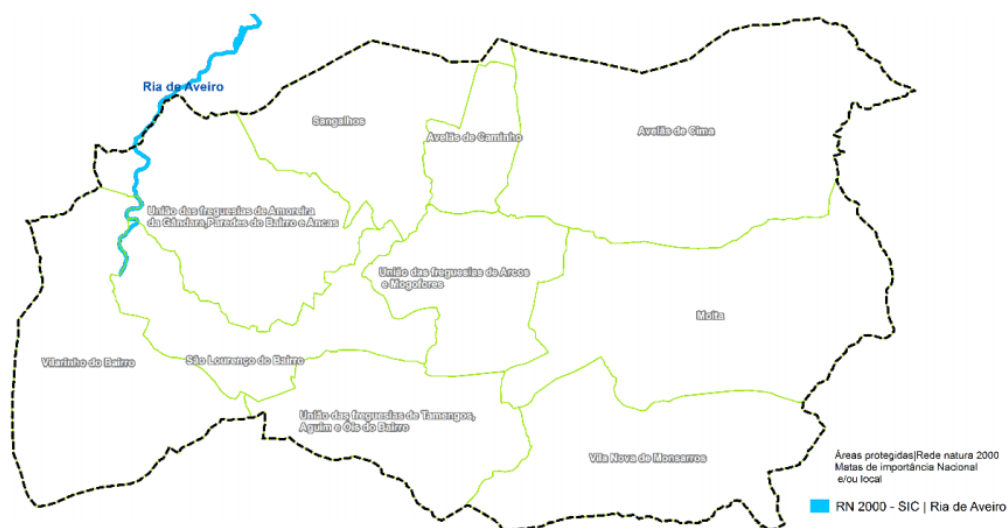 Ria de Aveiro
Sangalhos
Avelãs de Caminho
Avelãs de Cima
União das freguesias de Amoreira
da Gândara,Paredes do Bairro e Ancas
União das freguesias de Arcos
e Mogofores
Moita
Vilarinho do Bairro
São Lourenço do Bairro
União das freguesias de Tamengos,
Aguim e Óis do Bairro
Vila Nova de Monsarros
Áreas protegidas|Rede natura 2000
Matas de importância Nacional
e/ou local
RN 2000 - SIC | Ria de Aveiro